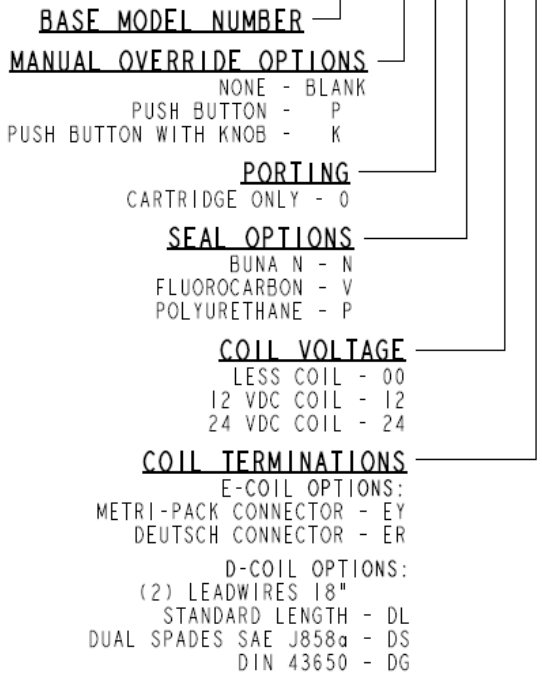 BASE MODEL NUMBER
MANUAL OVERRIDE OPTIONS
NONE - BLANK
PUSH BUTTON - P
PUSH BUTTON WITH KNOB - K
PORTING
CARTRIDGE ONLY - 0
SEAL OPTIONS
BUNA N - N
FLUOROCARBON - V
POLYURETHANE - P
COIL VOLTAGE
LESS COIL - 00
12 VDC COIL - 12
24 VDC COIL - 24
COIL TERMINATIONS
E-COIL OPTIONS:
METRI-PACK CONNECTOR - EY
DEUTSCH CONNECTOR - ER
D-COIL OPTIONS:
(2) LEADWIRES 18"
STANDARD LENGTH - DL
DUAL SPADES SAE J858a - DS
DIN 43650 - DG